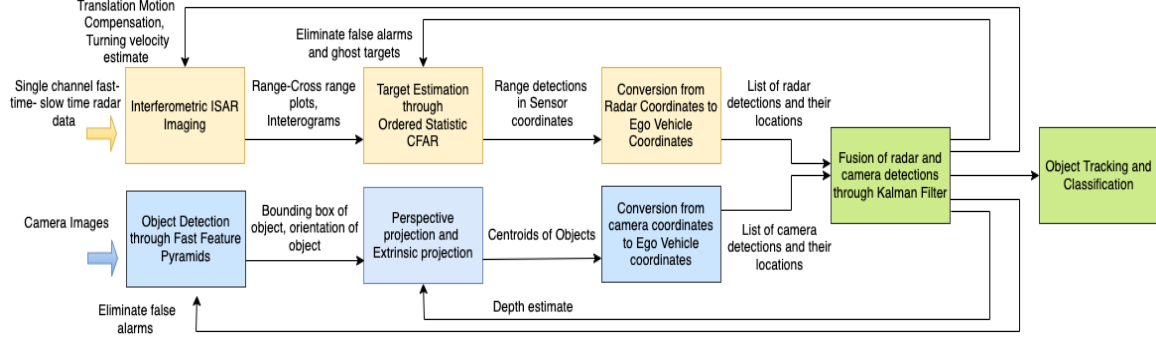 Translation Motion
Compensation,
Turning velocity
estimate
Eliminate false alarms
and ghost targets
Single channel fast-
time- slow time radar
data
Interferometric ISAR
Imaging
Range-Cross range
plots,
Inteterograms
Target Estimation
through
Ordered Statistic
CFAR
Range detections
in Sensor
coordinates
Conversion from
Radar Coordinates to
Ego Vehicle
Coordinates
List of radar
detections and their
locations
Fusion of radar and
camera detections
through Kalman Filter
Object Tracking and
Classification
Camera Images
Object Detection
through Fast Feature
Pyramids
Bounding box of
object, orientation of
object
Perspective
projection and
Extrinsic projection
Centroids of Objects
Conversion from
camera coordinates
to Ego Vehicle
coordinates
List of camera
detections and their
locations
Eliminate false
alarms
Depth estimate